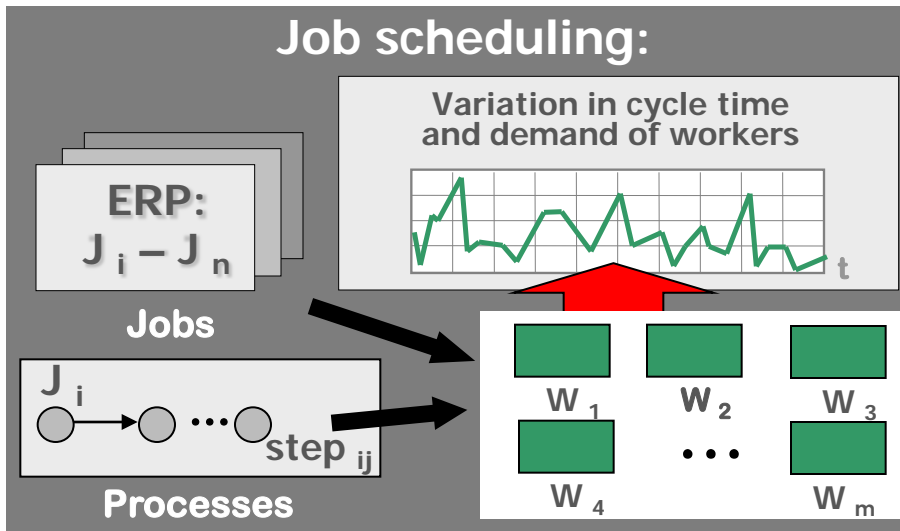 Job scheduling:
Variation in cycle time
and demand of workers
t
ERP:
J i – J n
Jobs
J i
step ij
Processes
W 1
W 2
W 3
W 4
W m